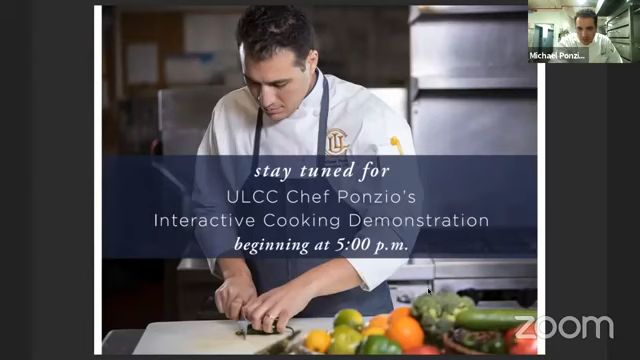 Michael Ponzi...
stay tuned for
ULCC Chef Ponzio's
Interactive Cooking Demonstration
beginning at 5:00 p.m.
zoom